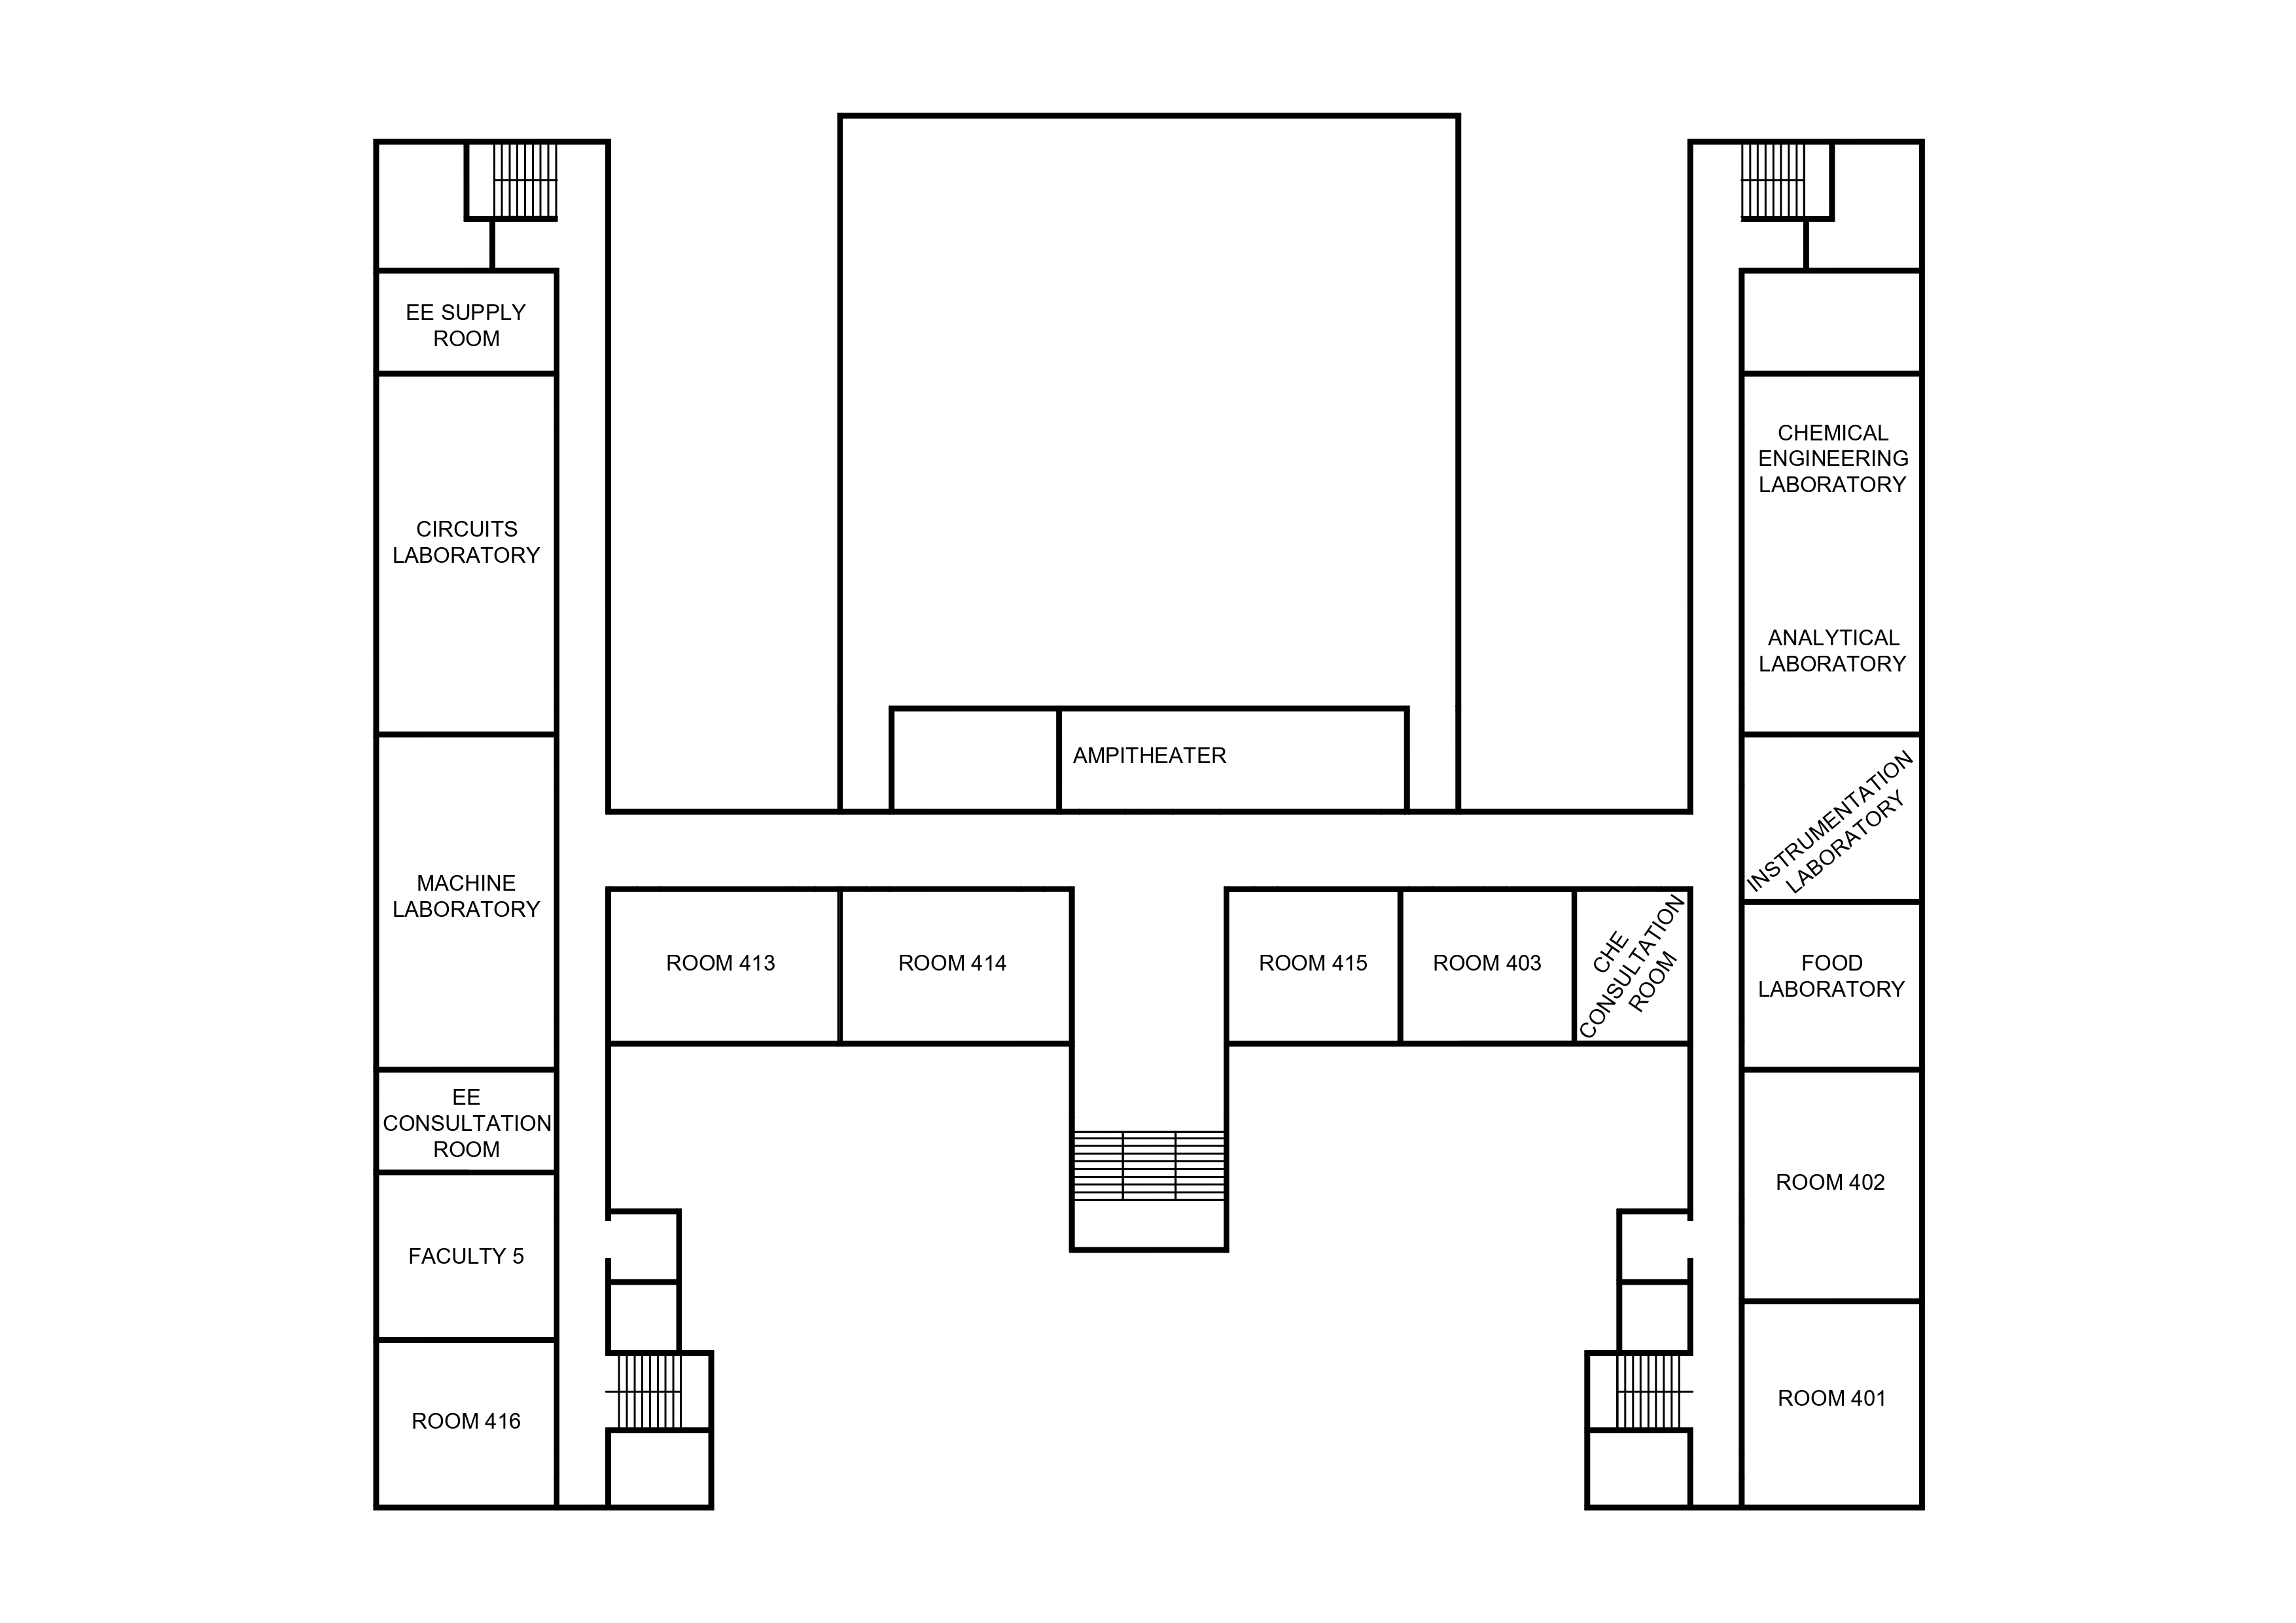 EE SUPPLY
ROOM
CIRCUITS
LABORATORY
MACHINE
LABORATORY
EE
CONSULTATION
ROOM
FACULTY 5
ROOM 416
AMPITHEATER
ROOM 413
ROOM 414
ROOM 415
ROOM 403
CHE
CONSULTATION
ROOM
CHEMICAL
ENGINEERING
LABORATORY
ANALYTICAL
LABORATORY
INSTRUMENTATION
LABORATORY
FOOD
LABORATORY
ROOM 402
ROOM 401